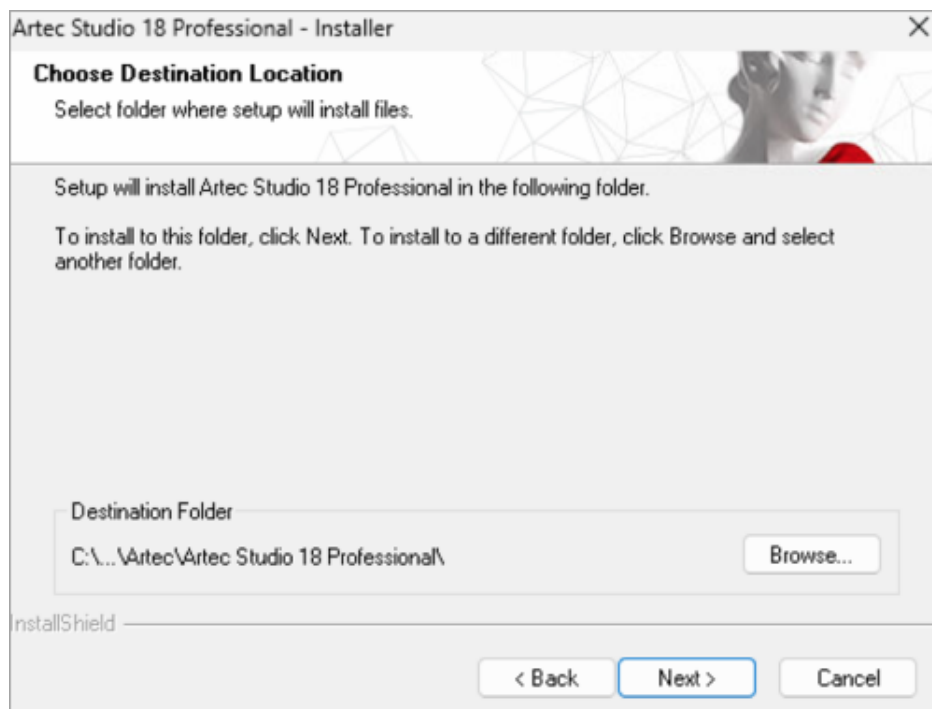 Artec Studio 18 Professional - Installer
Choose Destination Location
Select folder where setup will install files.
Setup will install Artec Studio 18 Professional in the following folder.
To install to this folder, click Next. To install to a different folder, click Browse and select
another folder.
Destination Folder
C:\...\Artec\Artec Studio 18 Professional\
Browse...
InstallShield
< Back
Next >
Cancel